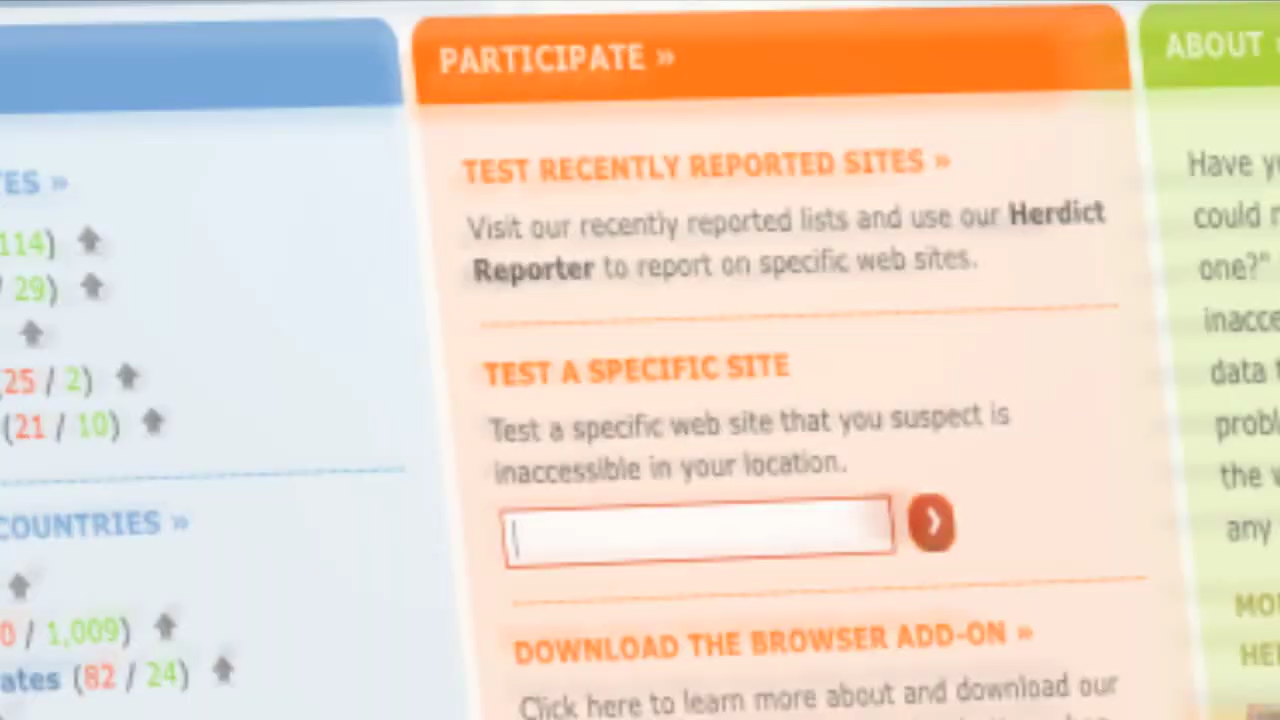 TES »
114)
/ 29)
(25 / 2)
(21 / 10)
COUNTRIES »
0 / 1,009)
ates (82 / 24)
PARTICIPATE »
TEST RECENTLY REPORTED SITES »
Visit our recently reported lists and use our Herdict
Reporter to report on specific web sites.
TEST A SPECIFIC SITE
Test a specific web site that you suspect is
inaccessible in your location.
DOWNLOAD THE BROWSER ADD-ON »
Click here to learn more about and download our
ABOUT
Have y
could
one?"
inacce
data
probl
the
any
MO
HE